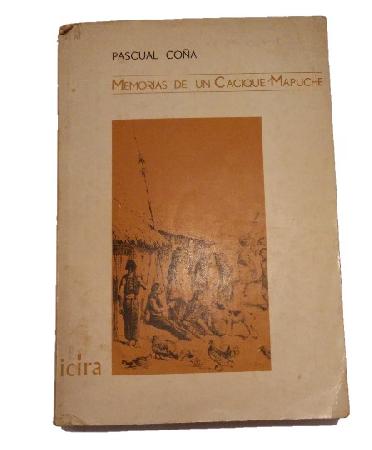 PASCUAL COÑA
MEMORIAS DE UN CACIQUE MAPUCHE
icira